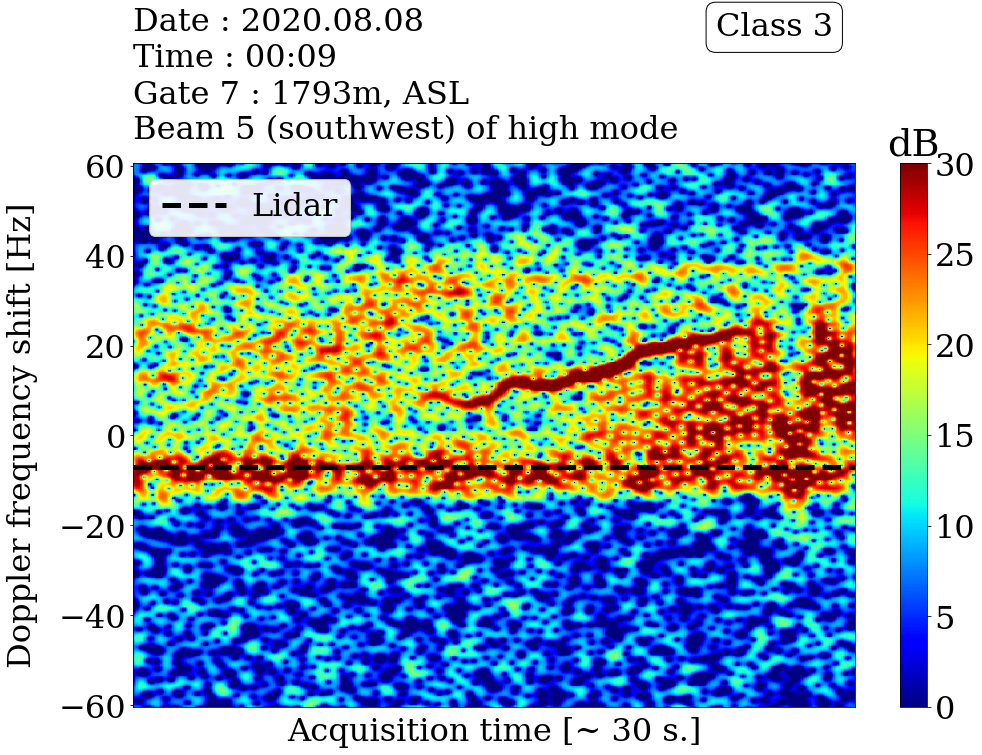 Date : 2020.08.08
Time : 00:09
Gate 7 : 1793m, ASL
Beam 5 (southwest) of high mode
Class 3
dB
Lidar
Doppler frequency shift [Hz]
60
40
20
0
−20
−40
−60
30
25
20
15
10
5
0
Acquisition time [~ 30 s.]